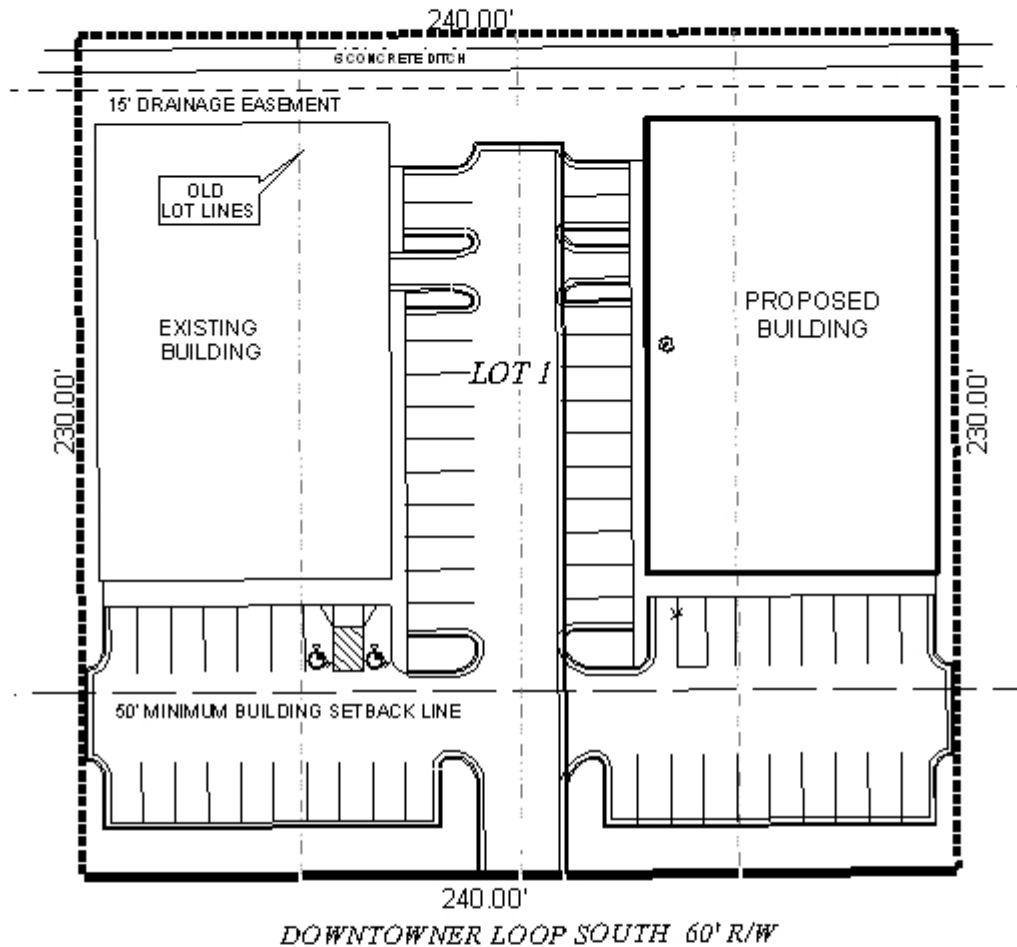 240.00'
6 CONCRETE DITCH
15' DRAINAGE EASEMENT
OLD
LOT LINES
EXISTING
BUILDING
PROPOSED
BUILDING
LOT 1
230.00'
230.00'
50' MINIMUM BUILDING SETBACK LINE
240.00'
DOWNTOWNER LOOP SOUTH 60' R/W